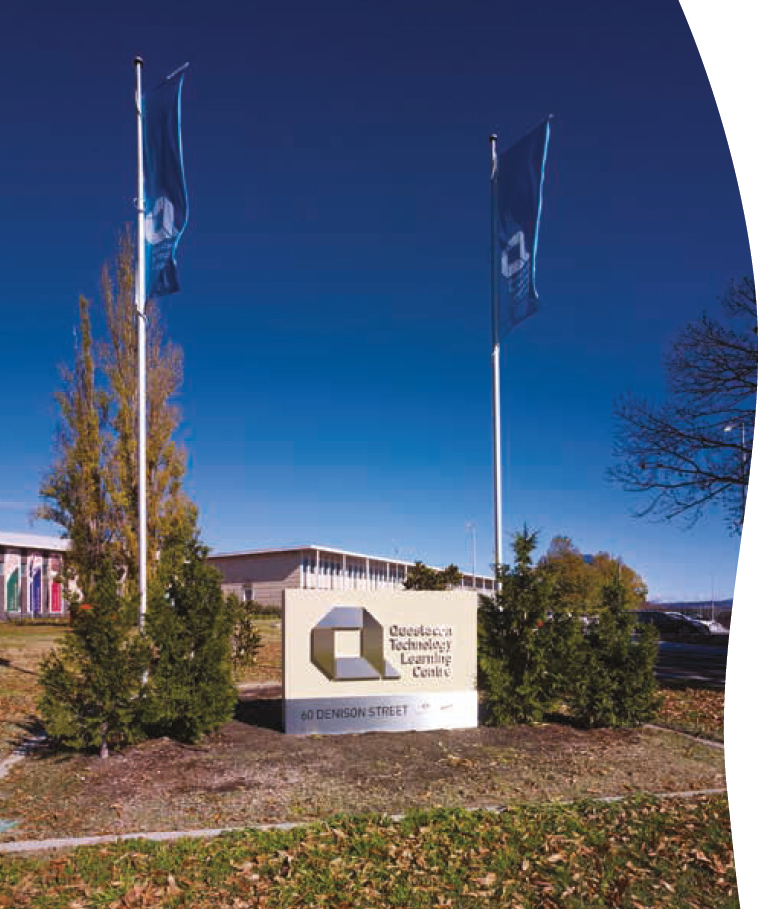 Questacon
Technology
Learning
Centre
60 DENISON STREET